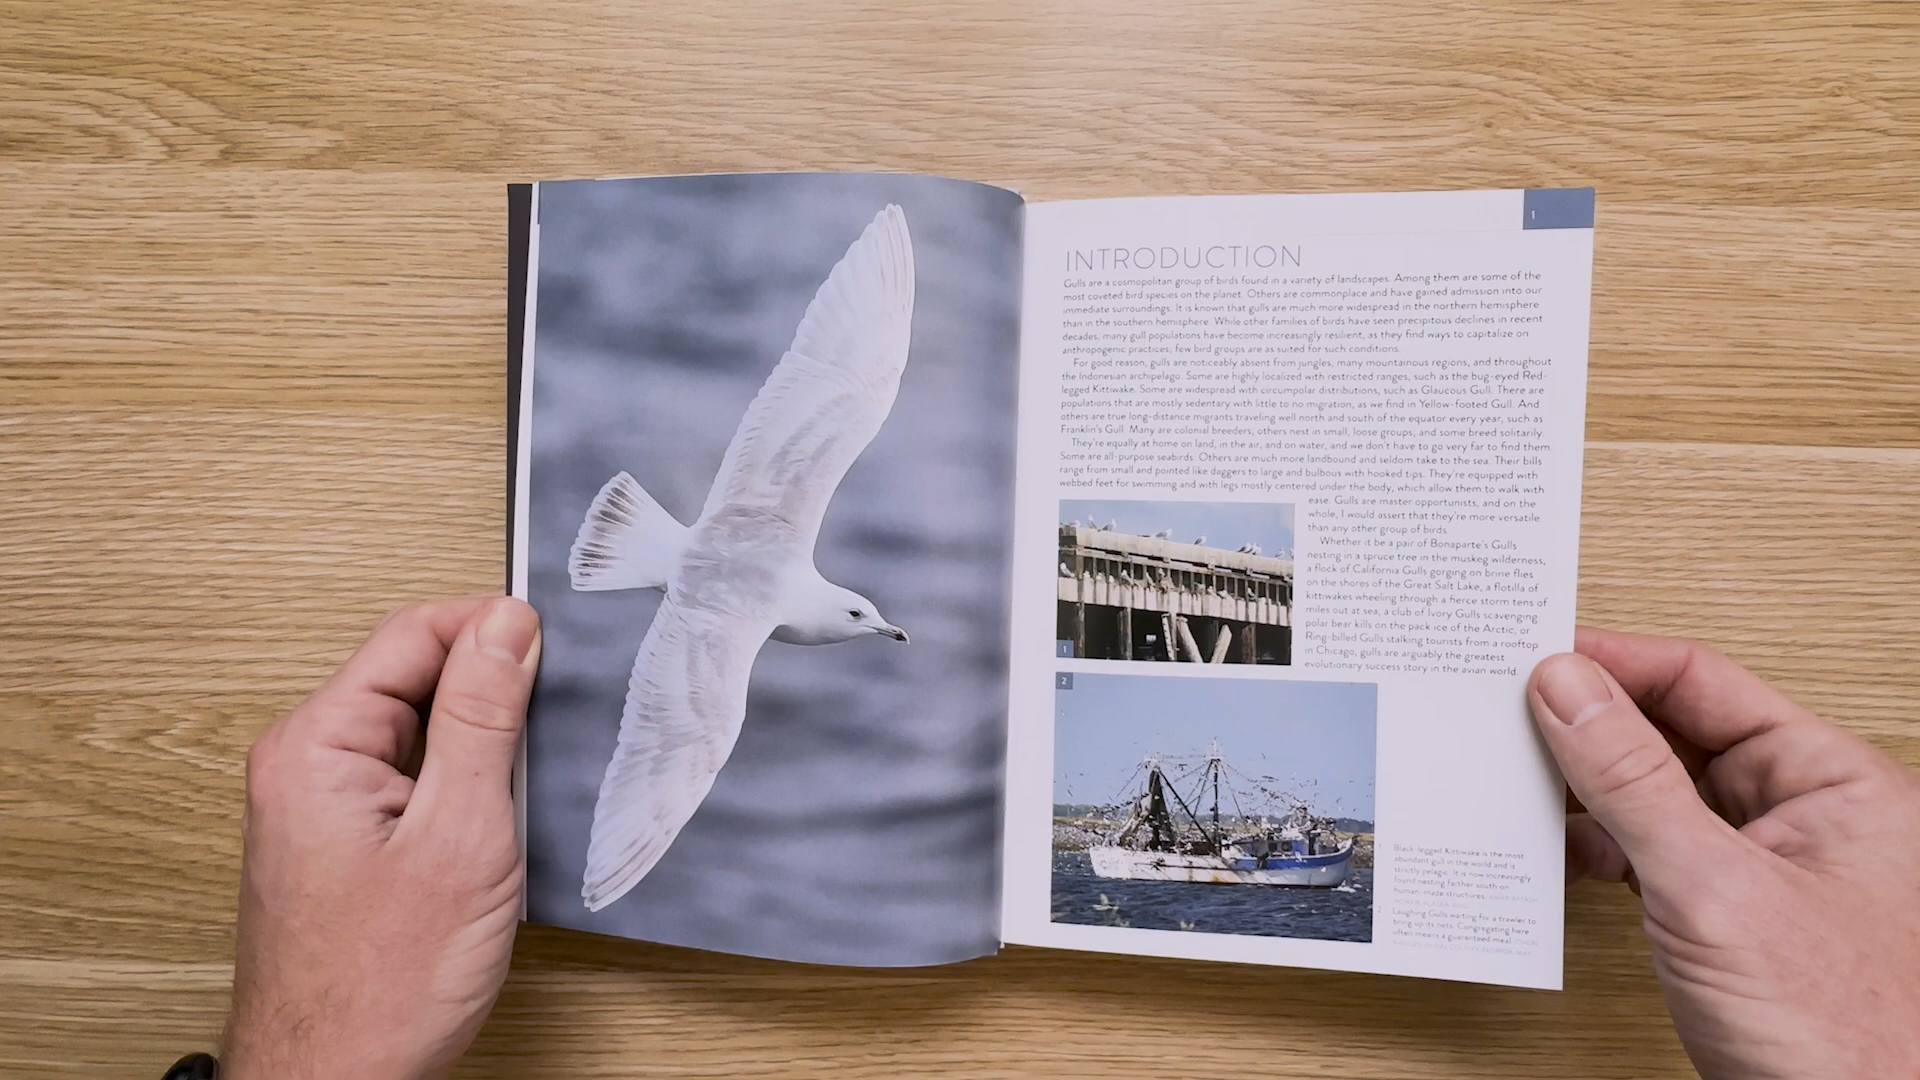 1
INTRODUCTION
Gulls are a cosmopolitan group of birds found in a variety of landscapes. Among them are some of the
most coveted bird species on the planet. Others are commonplace and have gained admission into our
immediate surroundings. It is known that gulls are much more widespread in the northern hemisphere
than in the southern hemisphere. While other families of birds have seen precipitous declines in recent
decades, many gull populations have become increasingly resilient, as they find ways to capitalize on
anthropogenic practices; few bird groups are as suited for such conditions.
For good reason, gulls are noticeably absent from jungles, many mountainous regions, and throughout
the Indonesian archipelago. Some are highly localized with restricted ranges, such as the bug-eyed Red-
legged Kittiwake. Some are widespread with circumpolar distributions, such as Glaucous Gull. There are
populations that are mostly sedentary with little to no migration, as we find in Yellow-footed Gull. And
others are true long-distance migrants traveling well north and south of the equator every year, such as
Franklin's Gull. Many are colonial breeders, others nest in small, loose groups, and some breed solitarily.
They're equally at home on land, in the air, and on water, and we don't have to go very far to find them
Some are all-purpose seabirds. Others are much more landbound and seldom take to the sea. Their bills
range from small and pointed like daggers to large and bulbous with hooked tips. They're equipped with
webbed feet for swimming and with legs mostly centered under the body, which allow them to walk with
ease. Gulls are master opportunists, and on the
whole, I would assert that they're more versatile
than any other group of birds.
Whether it be a pair of Bonaparte's Gulls
nesting in a spruce tree in the muskeg wilderness,
a flock of California Gulls gorging on brine flies
on the shores of the Great Salt Lake, a flotilla of
kittiwakes wheeling through a fierce storm tens of
miles out at sea, a club of Ivory Gulls scavenging
polar bear kills on the pack ice of the Arctic, or
Ring-billed Gulls stalking tourists from a rooftop
in Chicago, gulls are arguably the greatest
evolutionary success story in the avian world.
1
2
1 Black-legged Kittiwake is the most
abundant gull in the world and is
strictly pelagic. It is now increasingly
found nesting farther south on
human-made structures. AMAR AYYASH
HOMER, ALASKA. AUG.
2 Laughing Gulls waiting for a trawler to
bring up its nets. Congregating here
often means a guaranteed meal.
FLORIDA. MAY